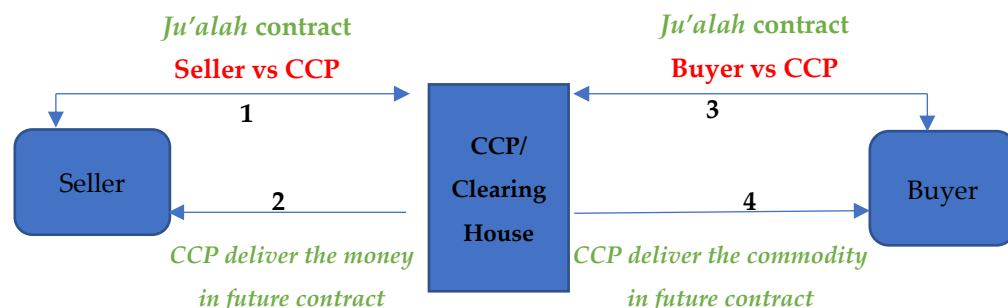 Ju’alah contract
Seller vs CCP
1
Seller
2
CCP deliver the money
in future contract
CCP/
Clearing
House
Ju’alah contract
Buyer vs CCP
3
Buyer
4
CCP deliver the commodity
in future contract